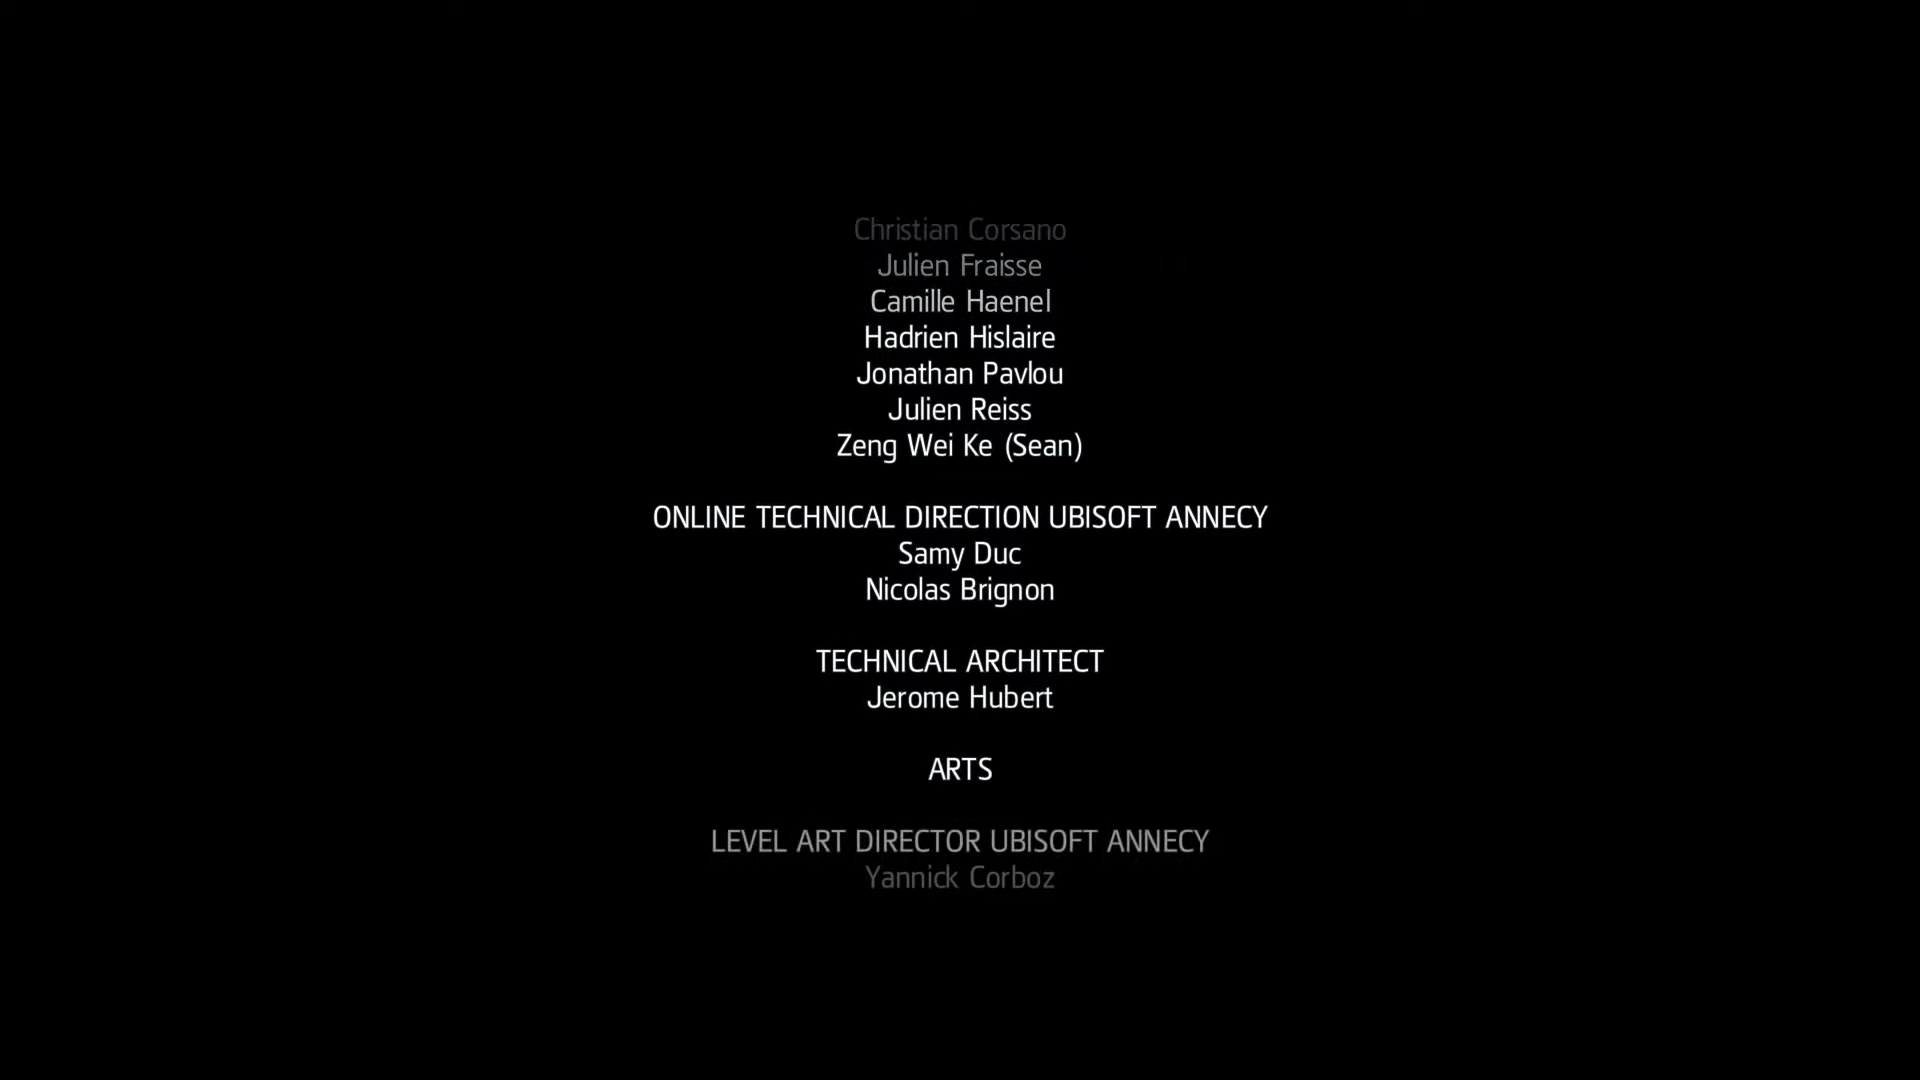 Christian Corsano
Julien Fraisse
Camille Haenel
Hadrien Hislaire
Jonathan Pavlou
Julien Reiss
Zeng Wei Ke (Sean)
ONLINE TECHNICAL DIRECTION UBISOFT ANNECY
Samy Duc
Nicolas Brignon
TECHNICAL ARCHITECT
Jerome Hubert
ARTS
LEVEL ART DIRECTOR UBISOFT ANNECY
Yannick Corboz